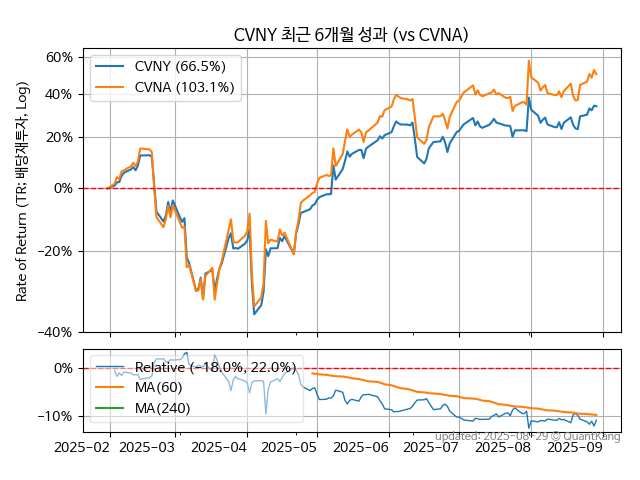 CVNY 최근 6개월 성과 (vs CVNA)
Rate of Return (TR: 배당재투자, Log)
60%
40%
20%
0%
−20%
−40%
CVNY (66.5%)
CVNA (103.1%)
0%
−10%
Relative (−18.0%, 22.0%)
MA(60)
MA(240)
updated: 2025-08-29 © QuantKang
2025-02 2025-03 2025-04 2025-05 2025-06 2025-07 2025-08 2025-09